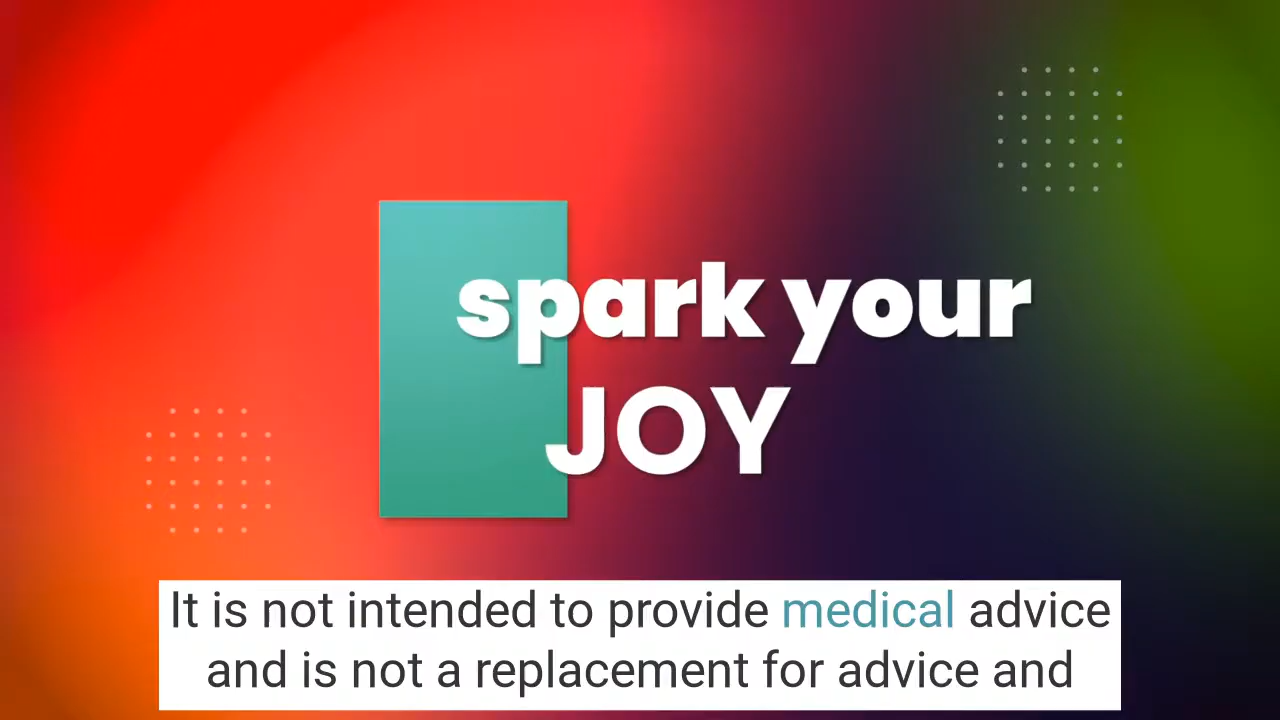 spark your
JOY
It is not intended to provide medical advice
and is not a replacement for advice and